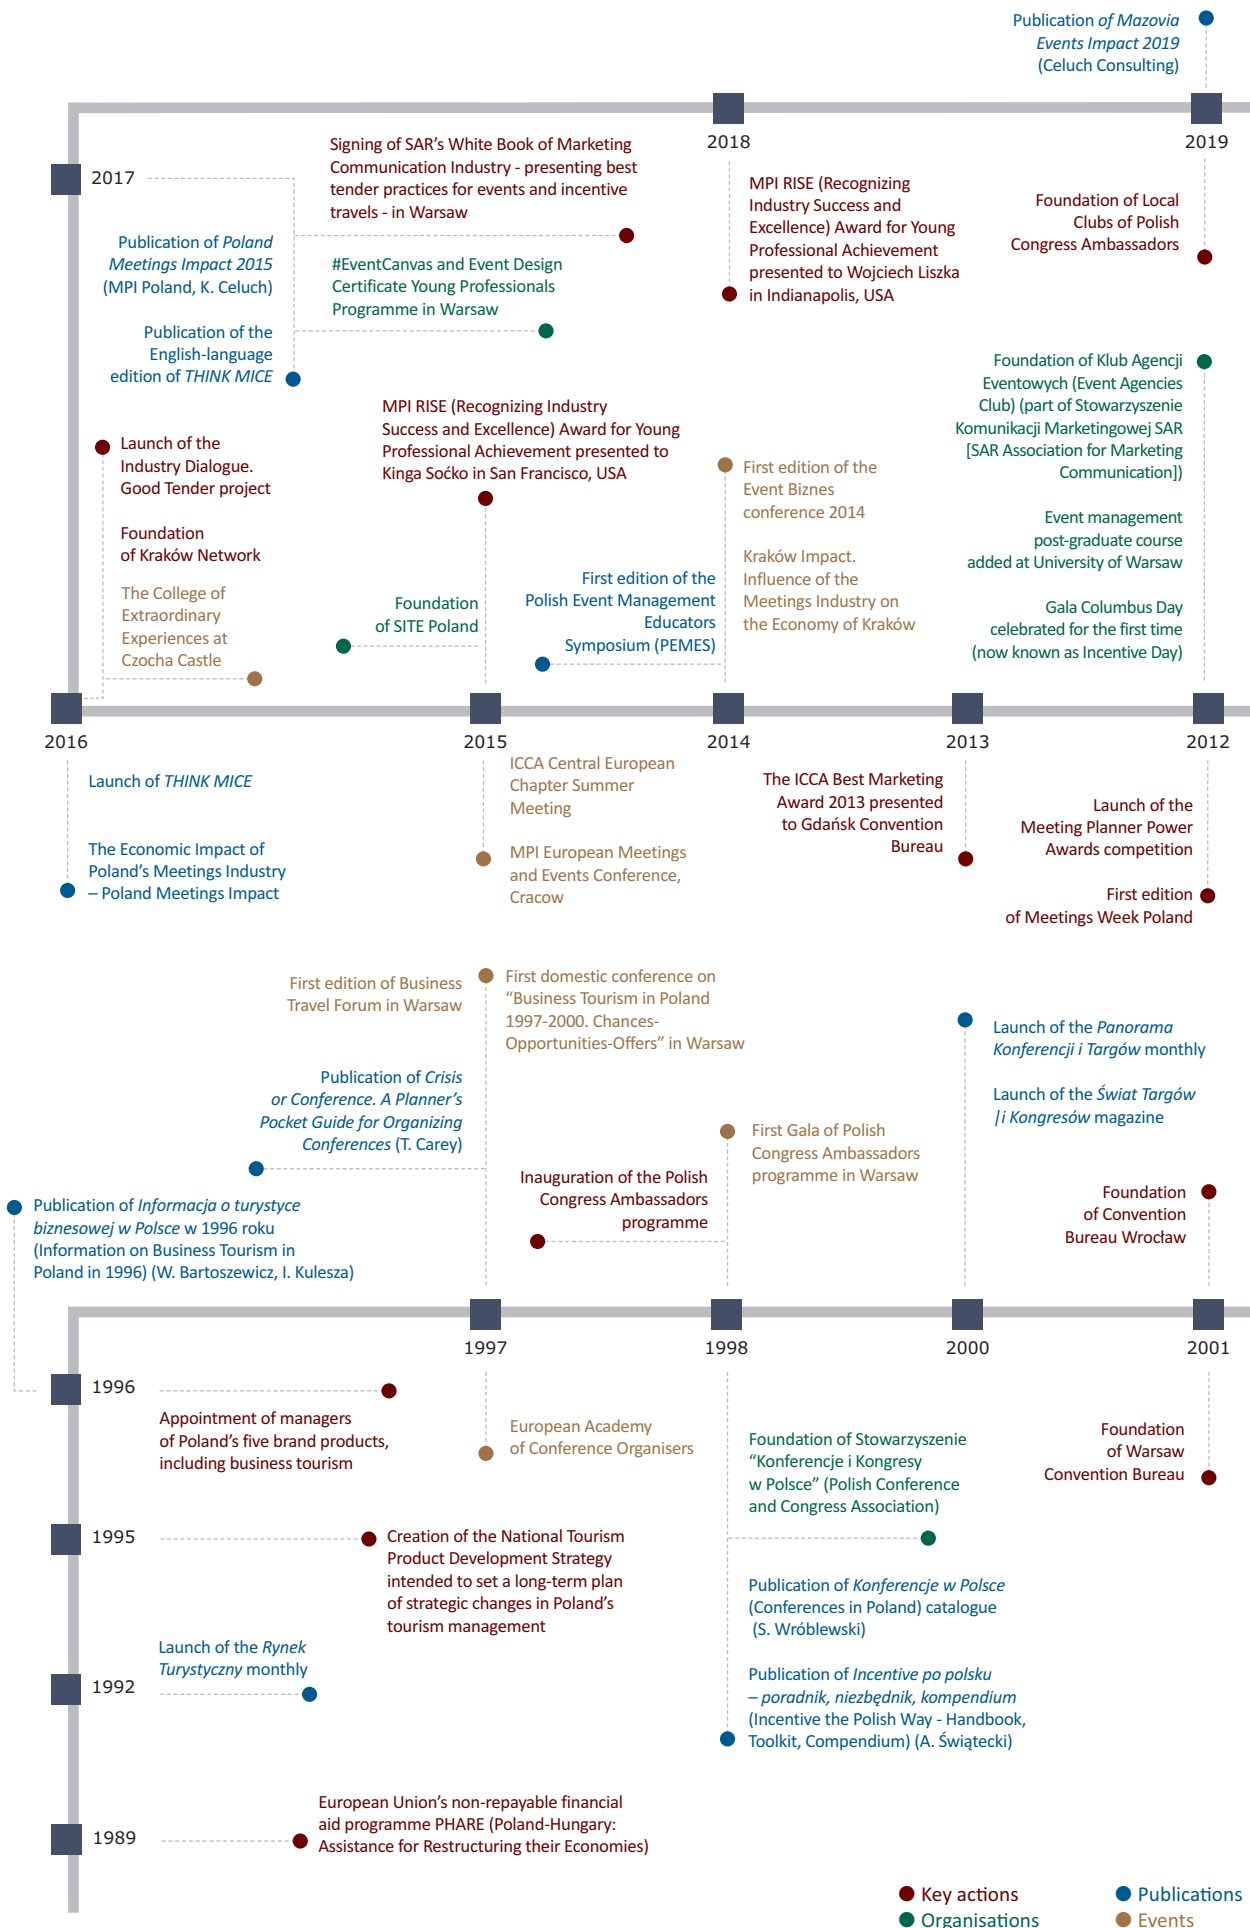 Publication of Mazovia
Events Impact 2019
(Celuch Consulting)
2018
2019
2017
Signing of SAR's White Book of Marketing
Communication Industry - presenting best
tender practices for events and incentive
travels - in Warsaw
MPI RISE (Recognizing
Industry Success and
Excellence) Award for Young
Professional Achievement
presented to Wojciech Liszka
in Indianapolis, USA
Foundation of Local
Clubs of Polish
Congress Ambassadors
Publication of Poland
Meetings Impact 2015
(MPI Poland, K. Celuch)
#EventCanvas and Event Design
Certificate Young Professionals
Programme in Warsaw
Publication of the
English-language
edition of THINK MICE
Foundation of Klub Agencji
Eventowych (Event Agencies
Club) (part of Stowarzyszenie
Komunikacji Marketingowej SAR
[SAR Association for Marketing
Communication])
MPI RISE (Recognizing Industry
Success and Excellence) Award for Young
Professional Achievement presented to
Kinga Soćko in San Francisco, USA
Launch of the
Industry Dialogue.
Good Tender project
First edition of the
Event Biznes
conference 2014
Foundation
of Kraków Network
Event management
post-graduate course
added at University of Warsaw
Kraków Impact.
Influence of the
Meetings Industry on
the Economy of Kraków
The College of
Extraordinary
Experiences at
Czocha Castle
Foundation
of SITE Poland
First edition of the
Polish Event Management
Educators
Symposium (PEMES)
Gala Columbus Day
celebrated for the first time
(now known as Incentive Day)
2016
2015
2014
2013
2012
Launch of THINK MICE
The Economic Impact of
Poland's Meetings Industry
– Poland Meetings Impact
ICCA Central European
Chapter Summer
Meeting
MPI European Meetings
and Events Conference,
Cracow
The ICCA Best Marketing
Award 2013 presented
to Gdańsk Convention
Bureau
Launch of the
Meeting Planner Power
Awards competition
First edition
of Meetings Week Poland
First edition of Business
Travel Forum in Warsaw
First domestic conference on
“Business Tourism in Poland
1997-2000. Chances-
Opportunities-Offers” in Warsaw
Launch of the Panorama
Konferencji i Targów monthly
Launch of the Świat Targów
|i Kongresów magazine
Publication of Crisis
or Conference. A Planner's
Pocket Guide for Organizing
Conferences (T. Carey)
First Gala of Polish
Congress Ambassadors
programme in Warsaw
Inauguration of the Polish
Congress Ambassadors
programme
Foundation
of Convention
Bureau Wrocław
Publication of Informacja o turystyce
biznesowej w Polsce w 1996 roku
(Information on Business Tourism in
Poland in 1996) (W. Bartoszewicz, I. Kulesza)
1997
1998
2000
2001
1996
Appointment of managers
of Poland's five brand products,
including business tourism
European Academy
of Conference Organisers
Foundation of Stowarzyszenie
“Konferencje i Kongresy
w Polsce” (Polish Conference
and Congress Association)
Foundation
of Warsaw
Convention Bureau
1995
Creation of the National Tourism
Product Development Strategy
intended to set a long-term plan
of strategic changes in Poland's
tourism management
Publication of Konferencje w Polsce
(Conferences in Poland) catalogue
(S. Wróblewski)
Launch of the Rynek
Turystyczny monthly
1992
Publication of Incentive po polsku
– poradnik, niezbędnik, kompendium
(Incentive the Polish Way - Handbook,
Toolkit, Compendium) (A. Świątecki)
1989
European Union's non-repayable financial
aid programme PHARE (Poland-Hungary:
Assistance for Restructuring their Economies)
Key actions
Publications
Organisations
Events